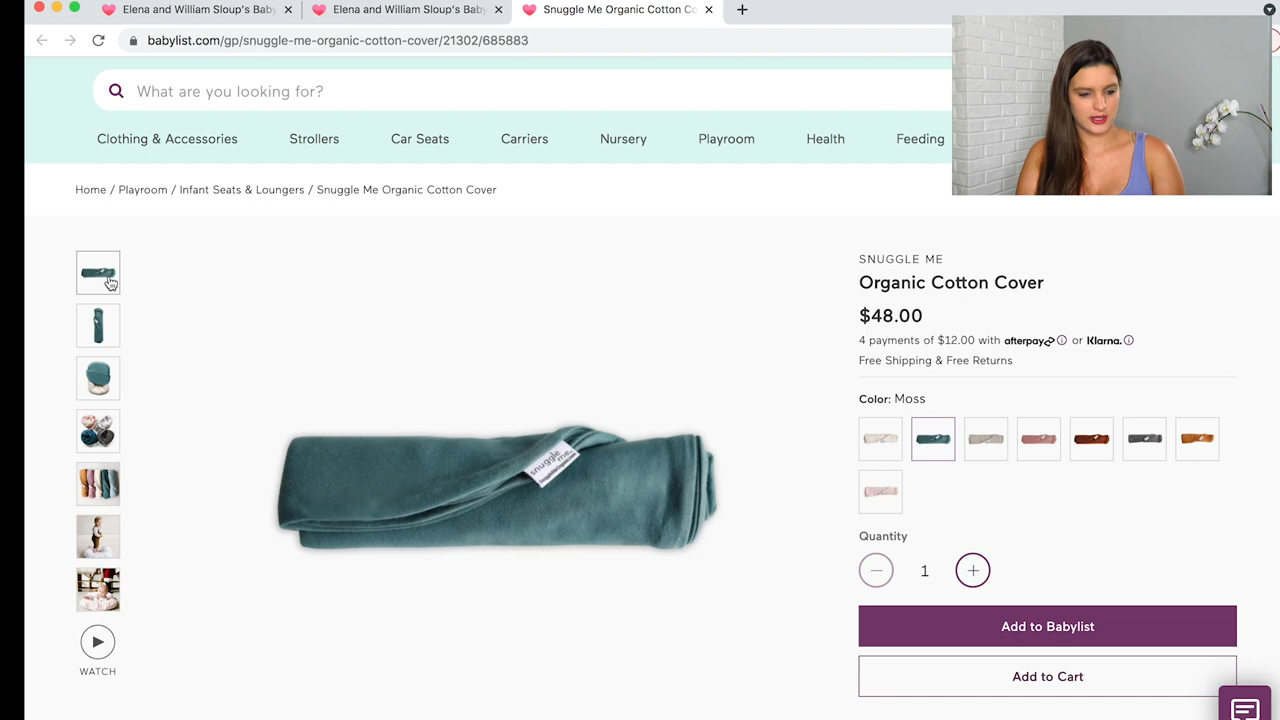 Elena and William Sloup's Baby
Elena and William Sloup's Baby
Snuggle Me Organic Cotton Co
babylist.com/gp/snuggle-me-organic-cotton-cover/21302/685883
What are you looking for?
Clothing & Accessories Strollers Car Seats Carriers Nursery Playroom Health Feeding
Home / Playroom / Infant Seats & Loungers / Snuggle Me Organic Cotton Cover
SNUGGLE ME
Organic Cotton Cover
$48.00
4 payments of $12.00 with afterpay or Klarna.
Free Shipping & Free Returns
Color: Moss
snuggle
me
Quantity
1
Add to Babylist
Add to Cart
WATCH